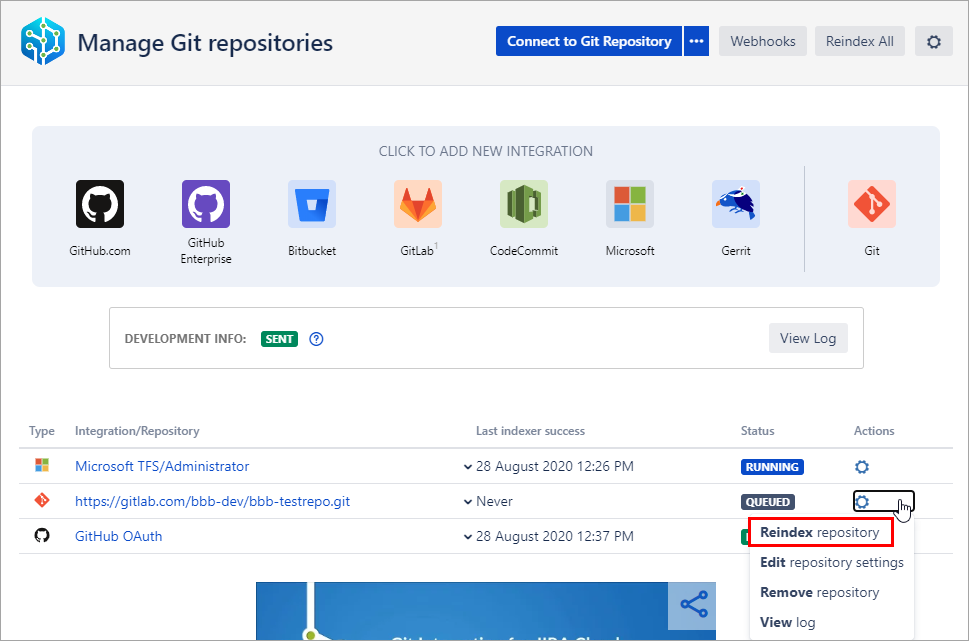 Manage Git repositories
Connect to Git Repository ••• Webhooks Reindex All
CLICK TO ADD NEW INTEGRATION
GitHub.com
GitHub
Enterprise
Bitbucket
GitLab¹
CodeCommit
Microsoft
Gerrit
Git
DEVELOPMENT INFO: SENT ? View Log
Type Integration/Repository Last indexer success Status Actions
Microsoft TFS/Administrator 28 August 2020 12:26 PM RUNNING
https://gitlab.com/bbb-dev/bbb-testrepo.git Never QUEUED
GitHub OAuth 28 August 2020 12:37 PM
Reindex repository
Edit repository settings
Remove repository
View log